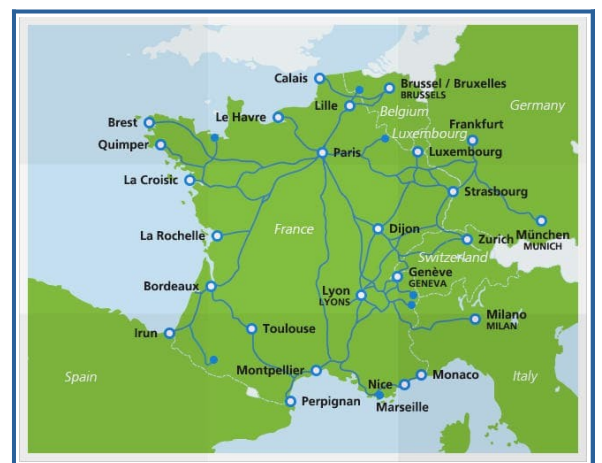 Calais
Brussel / Bruxelles
BRUSSELS
Germany
Lille
Belgium
Le Havre
Brest
Frankfurt
Luxembourg
Quimper
Paris
Luxembourg
La Croisic
Strasbourg
La Rochelle
France
Dijon
Zurich
München
MUNICH
Switzerland
Genève
GENEVA
Bordeaux
Lyon
LYONS
Milano
MILAN
Irun
Toulouse
Montpellier
Monaco
Nice
Spain
Italy
Perpignan
Marseille